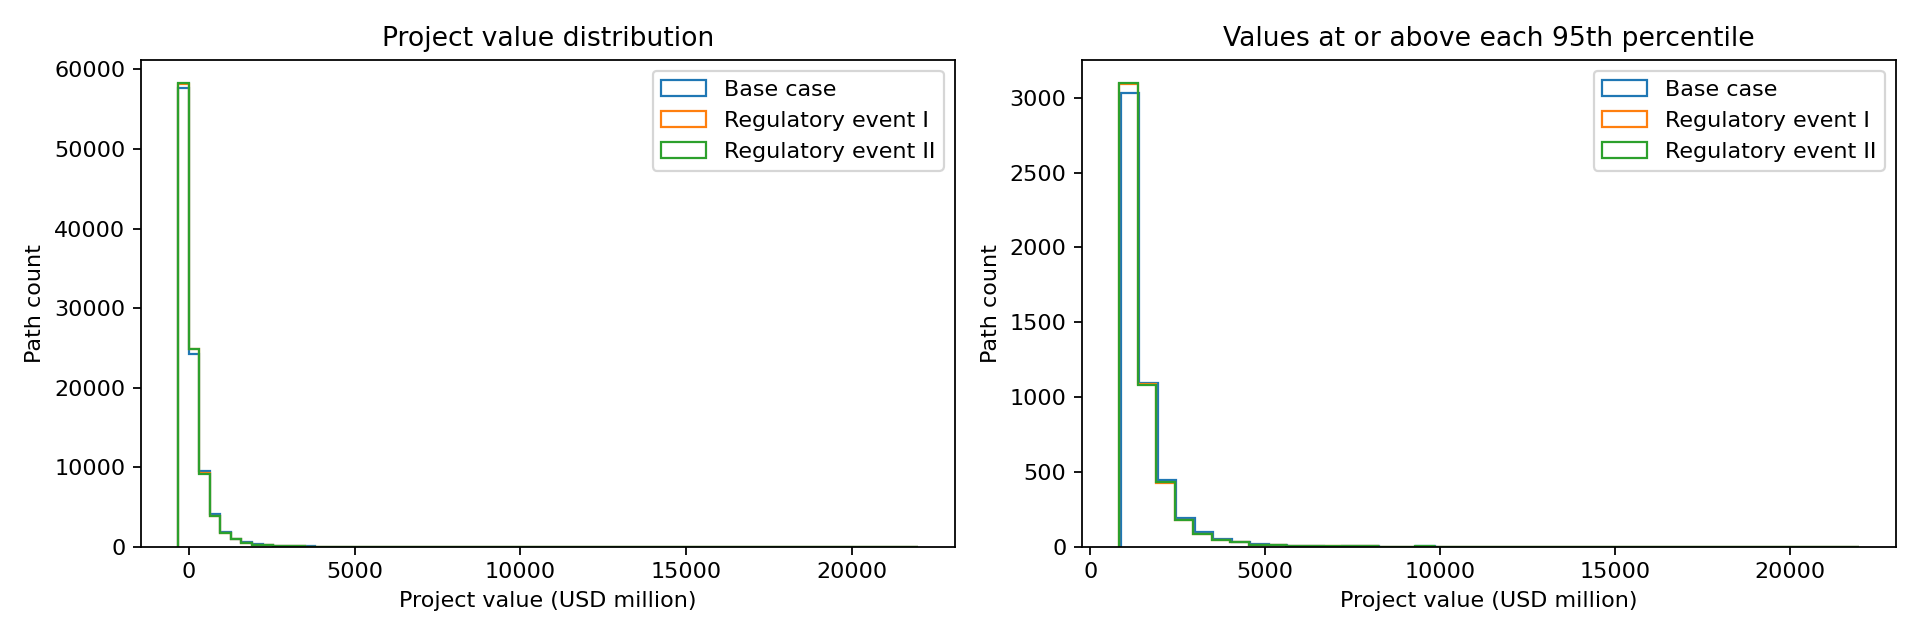 Project value distribution
60000
50000
40000
30000
20000
10000
0
Path count
Base case
Regulatory event I
Regulatory event II
0
5000
10000
15000
20000
Project value (USD million)
Values at or above each 95th percentile
3000
2500
2000
1500
1000
500
0
Path count
Base case
Regulatory event I
Regulatory event II
0
5000
10000
15000
20000
Project value (USD million)